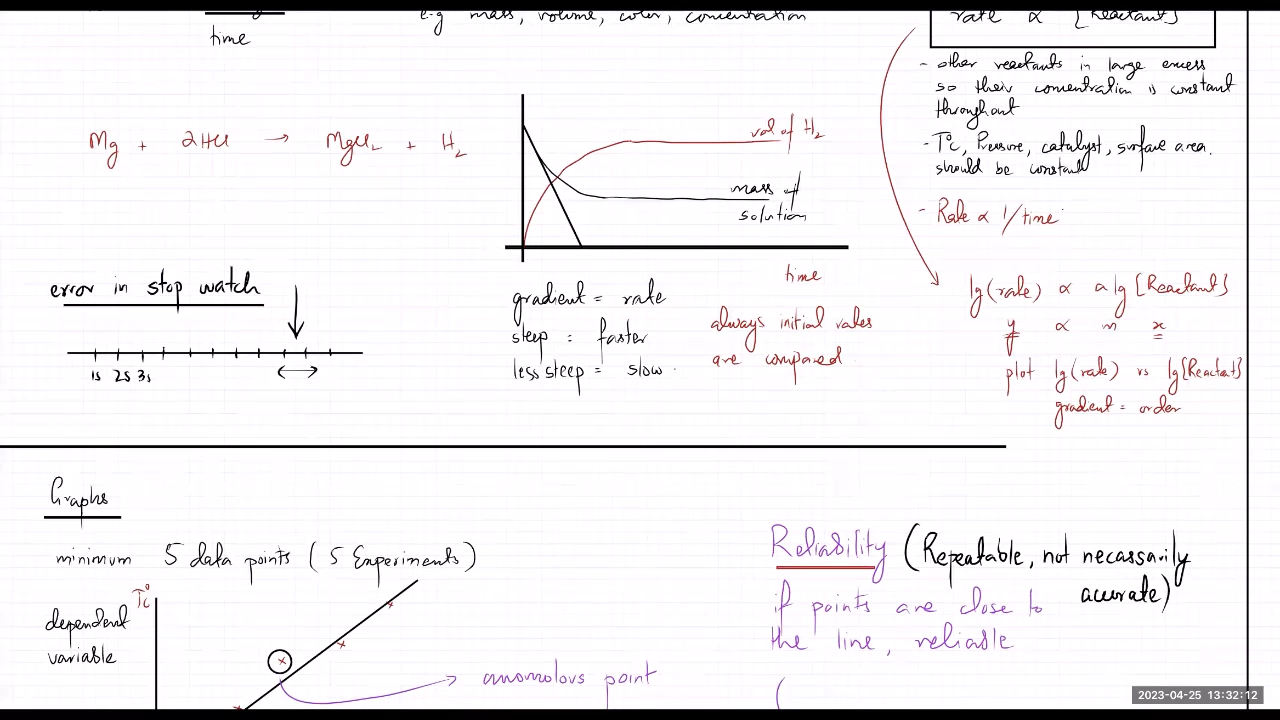 time
e.g mass, volume, color, concentration
rate ∝ [Reactant]
- other reactants in large excess
so their concentration is constant
throughout
- T°C, Pressure, catalyst, surface area.
should be constant
- Rate ∝ 1/time
Mg + 2HCl → MgCl₂ + H₂
vol of H₂
mass of
solution
time
error in stop watch
1s 2s 3s
gradient = rate
steep = faster
less steep = slow.
always initial rates
are compared
lg(rate) ∝ a lg [Reactant]
y ∝ m x
plot lg(rate) vs lg[Reactant]
gradient = order
Graphs
minimum 5 data points ( 5 Experiments)
T°C
dependent
variable
anomolous point
Reliability (Repeatable, not necassarily
accurate)
if points are close to
the line, reliable
(
2023-04-25 13:32:12